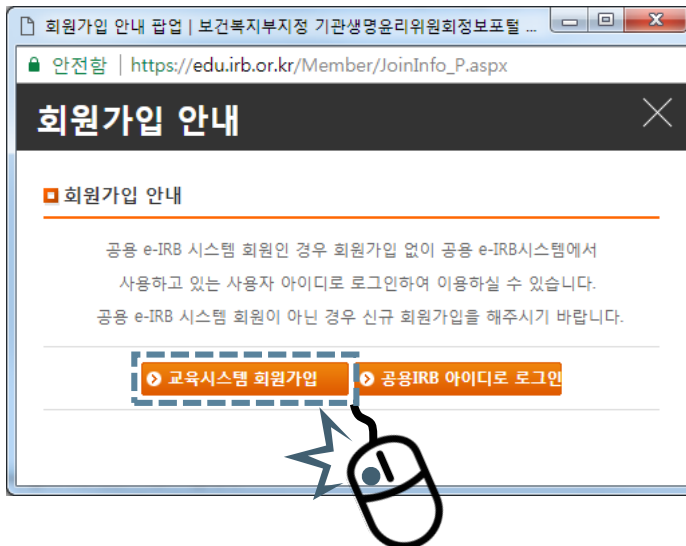 회원가입 안내 팝업 | 보건복지부지정 기관생명윤리위원회정보포털 ...
안전함 | https://edu.irb.or.kr/Member/JoinInfo_P.aspx
회원가입 안내
회원가입 안내
공용 e-IRB 시스템 회원인 경우 회원가입 없이 공용 e-IRB시스템에서
사용하고 있는 사용자 아이디로 로그인하여 이용하실 수 있습니다.
공용 e-IRB 시스템 회원이 아닌 경우 신규 회원가입을 해주시기 바랍니다.
교육시스템 회원가입 공용IRB 아이디로 로그인